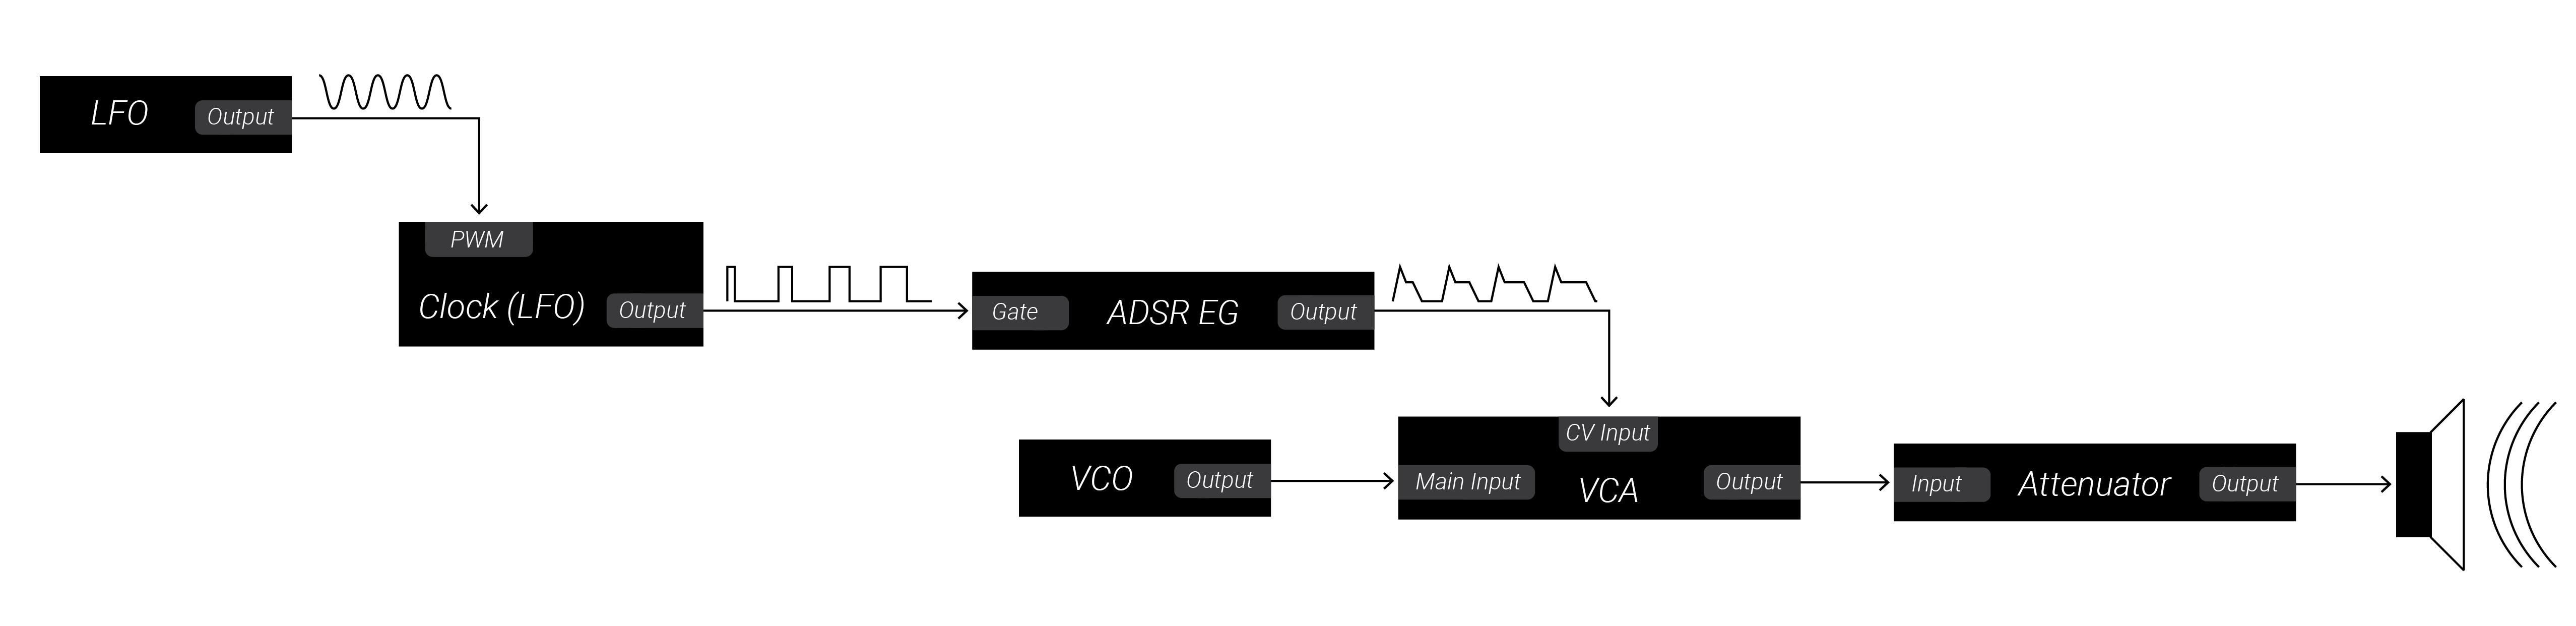 LFO
Output
PWM
Clock (LFO)
Output
Gate
ADSR EG
Output
VCO
Output
CV Input
Main Input
VCA
Output
Input
Attenuator
Output